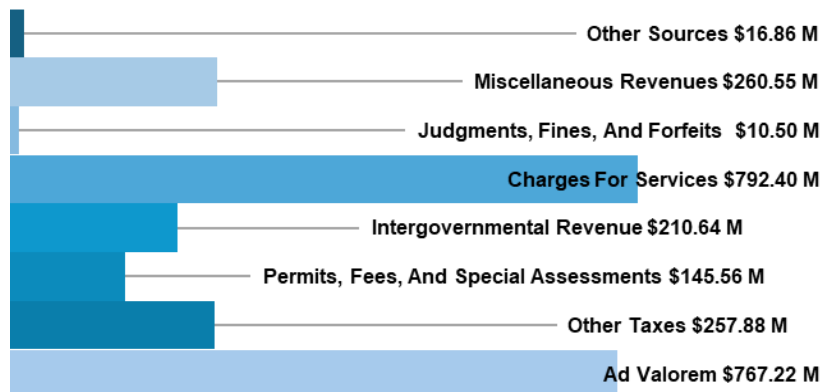 Other Sources $16.86 M
Miscellaneous Revenues $260.55 M
Judgments, Fines, And Forfeits $10.50 M
Charges For Services $792.40 M
Intergovernmental Revenue $210.64 M
Permits, Fees, And Special Assessments $145.56 M
Other Taxes $257.88 M
Ad Valorem $767.22 M